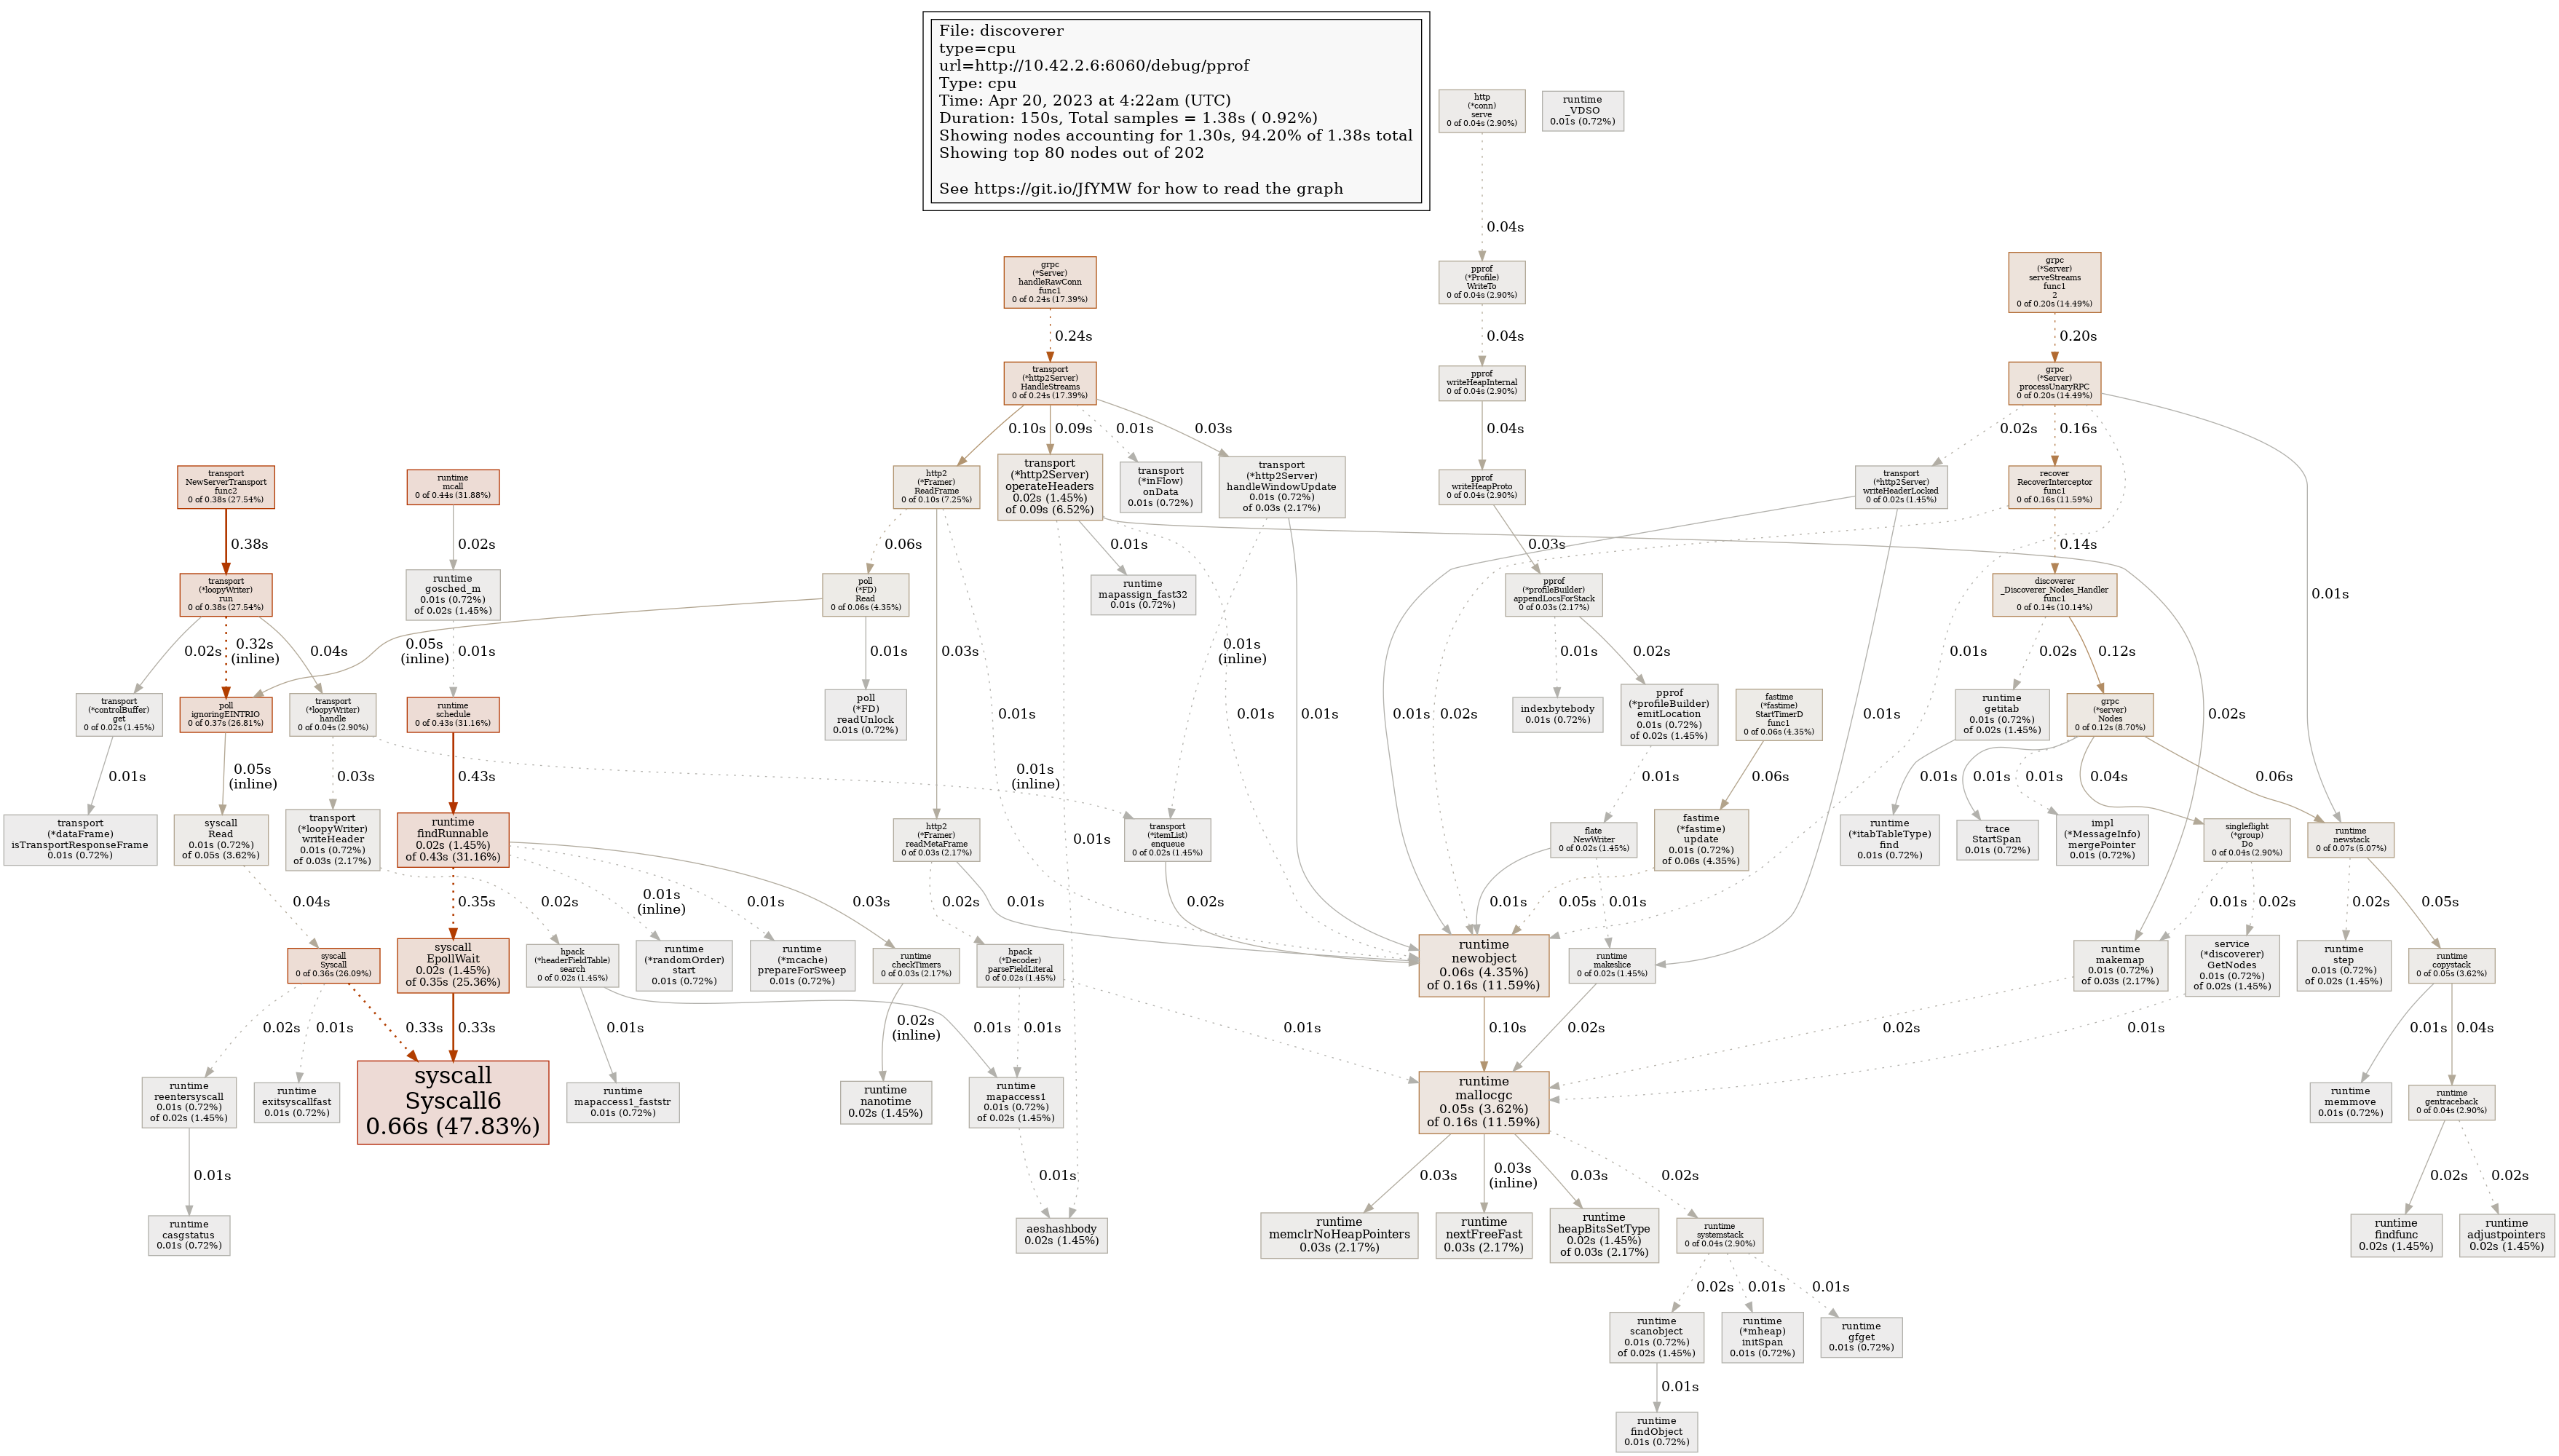 File: discoverer
type=cpu
url=http://10.42.2.6:6060/debug/pprof
Type: cpu
Time: Apr 20, 2023 at 4:22am (UTC)
Duration: 150s, Total samples = 1.38s ( 0.92%)
Showing nodes accounting for 1.30s, 94.20% of 1.38s total
Showing top 80 nodes out of 202
See https://git.io/JfYMW for how to read the graph
http
(*conn)
serve
0 of 0.04s (2.90%)
runtime
_VDSO
0.01s (0.72%)
0.04s
grpc
(*Server)
handleRawConn
func1
0 of 0.24s (17.39%)
pprof
(*Profile)
WriteTo
0 of 0.04s (2.90%)
grpc
(*Server)
serveStreams
func1
2
0 of 0.20s (14.49%)
0.24s
0.04s
0.20s
transport
(*http2Server)
HandleStreams
0 of 0.24s (17.39%)
pprof
writeHeapInternal
0 of 0.04s (2.90%)
grpc
(*Server)
processUnaryRPC
0 of 0.20s (14.49%)
0.10s
0.09s
0.01s
0.03s
0.04s
0.02s
0.16s
transport
NewServerTransport
func2
0 of 0.38s (27.54%)
runtime
mcall
0 of 0.44s (31.88%)
http2
(*Framer)
ReadFrame
0 of 0.10s (7.25%)
transport
(*http2Server)
operateHeaders
0.02s (1.45%)
of 0.09s (6.52%)
transport
(*inFlow)
onData
0.01s (0.72%)
transport
(*http2Server)
handleWindowUpdate
0.01s (0.72%)
of 0.03s (2.17%)
pprof
writeHeapProto
0 of 0.04s (2.90%)
transport
(*http2Server)
writeHeaderLocked
0 of 0.02s (1.45%)
recover
RecoverInterceptor
func1
0 of 0.16s (11.59%)
0.38s
0.02s
0.06s
0.01s
0.03s
0.14s
transport
(*loopyWriter)
run
0 of 0.38s (27.54%)
runtime
gosched_m
0.01s (0.72%)
of 0.02s (1.45%)
poll
(*FD)
Read
0 of 0.06s (4.35%)
runtime
mapassign_fast32
0.01s (0.72%)
pprof
(*profileBuilder)
appendLocsForStack
0 of 0.03s (2.17%)
discoverer
_Discoverer_Nodes_Handler
func1
0 of 0.14s (10.14%)
0.01s
0.02s
0.32s
(inline)
0.04s
0.05s
(inline)
0.01s
0.01s
0.03s
0.01s
(inline)
0.01s
0.02s
0.01s
0.02s
0.12s
transport
(*controlBuffer)
get
0 of 0.02s (1.45%)
poll
ignoringEINTRIO
0 of 0.37s (26.81%)
transport
(*loopyWriter)
handle
0 of 0.04s (2.90%)
runtime
schedule
0 of 0.43s (31.16%)
poll
(*FD)
readUnlock
0.01s (0.72%)
indexbytebody
0.01s (0.72%)
pprof
(*profileBuilder)
emitLocation
0.01s (0.72%)
of 0.02s (1.45%)
fastime
(*fastime)
StartTimerD
func1
0 of 0.06s (4.35%)
runtime
getitab
0.01s (0.72%)
of 0.02s (1.45%)
grpc
(*server)
Nodes
0 of 0.12s (8.70%)
0.01s
0.01s
0.01s
0.01s
0.02s
0.01s
0.02s
0.01s
0.05s
(inline)
0.03s
0.43s
0.01s
(inline)
0.01s
0.06s
0.01s
0.01s
0.01s
0.04s
0.06s
transport
(*dataFrame)
isTransportResponseFrame
0.01s (0.72%)
syscall
Read
0.01s (0.72%)
of 0.05s (3.62%)
transport
(*loopyWriter)
writeHeader
0.01s (0.72%)
of 0.03s (2.17%)
runtime
findRunnable
0.02s (1.45%)
of 0.43s (31.16%)
http2
(*Framer)
readMetaFrame
0 of 0.03s (2.17%)
0.01s
transport
(*itemList)
enqueue
0 of 0.02s (1.45%)
flate
NewWriter
0 of 0.02s (1.45%)
fastime
(*fastime)
update
0.01s (0.72%)
of 0.06s (4.35%)
runtime
(*itabTableType)
find
0.01s (0.72%)
trace
StartSpan
0.01s (0.72%)
impl
(*MessageInfo)
mergePointer
0.01s (0.72%)
singleflight
(*group)
Do
0 of 0.04s (2.90%)
runtime
newstack
0 of 0.07s (5.07%)
0.04s
0.02s
0.35s
0.01s
(inline)
0.01s
0.03s
0.02s
0.01s
0.02s
0.01s
0.01s
0.05s
0.01s
0.02s
0.02s
0.05s
syscall
Syscall
0 of 0.36s (26.09%)
syscall
EpollWait
0.02s (1.45%)
of 0.35s (25.36%)
hpack
(*headerFieldTable)
search
0 of 0.02s (1.45%)
runtime
(*randomOrder)
start
0.01s (0.72%)
runtime
(*mcache)
prepareForSweep
0.01s (0.72%)
runtime
checkTimers
0 of 0.03s (2.17%)
hpack
(*Decoder)
parseFieldLiteral
0 of 0.02s (1.45%)
runtime
newobject
0.06s (4.35%)
of 0.16s (11.59%)
runtime
makeslice
0 of 0.02s (1.45%)
runtime
makemap
0.01s (0.72%)
of 0.03s (2.17%)
service
(*discoverer)
GetNodes
0.01s (0.72%)
of 0.02s (1.45%)
runtime
step
0.01s (0.72%)
of 0.02s (1.45%)
runtime
copystack
0 of 0.05s (3.62%)
0.02s
0.01s
0.33s
0.33s
0.01s
0.02s
(inline)
0.01s
0.01s
0.01s
0.10s
0.02s
0.02s
0.01s
0.01s
0.04s
runtime
reentersyscall
0.01s (0.72%)
of 0.02s (1.45%)
runtime
exitsyscallfast
0.01s (0.72%)
syscall
Syscall6
0.66s (47.83%)
runtime
mapaccess1_faststr
0.01s (0.72%)
runtime
nanotime
0.02s (1.45%)
runtime
mapaccess1
0.01s (0.72%)
of 0.02s (1.45%)
runtime
mallocgc
0.05s (3.62%)
of 0.16s (11.59%)
runtime
memmove
0.01s (0.72%)
runtime
gentraceback
0 of 0.04s (2.90%)
0.01s
0.01s
0.03s
0.03s
(inline)
0.03s
0.02s
0.02s
0.02s
runtime
casgstatus
0.01s (0.72%)
aeshashbody
0.02s (1.45%)
runtime
memclrNoHeapPointers
0.03s (2.17%)
runtime
nextFreeFast
0.03s (2.17%)
runtime
heapBitsSetType
0.02s (1.45%)
of 0.03s (2.17%)
runtime
systemstack
0 of 0.04s (2.90%)
runtime
findfunc
0.02s (1.45%)
runtime
adjustpointers
0.02s (1.45%)
0.02s
0.01s
0.01s
runtime
scanobject
0.01s (0.72%)
of 0.02s (1.45%)
runtime
(*mheap)
initSpan
0.01s (0.72%)
runtime
gfget
0.01s (0.72%)
0.01s
runtime
findObject
0.01s (0.72%)